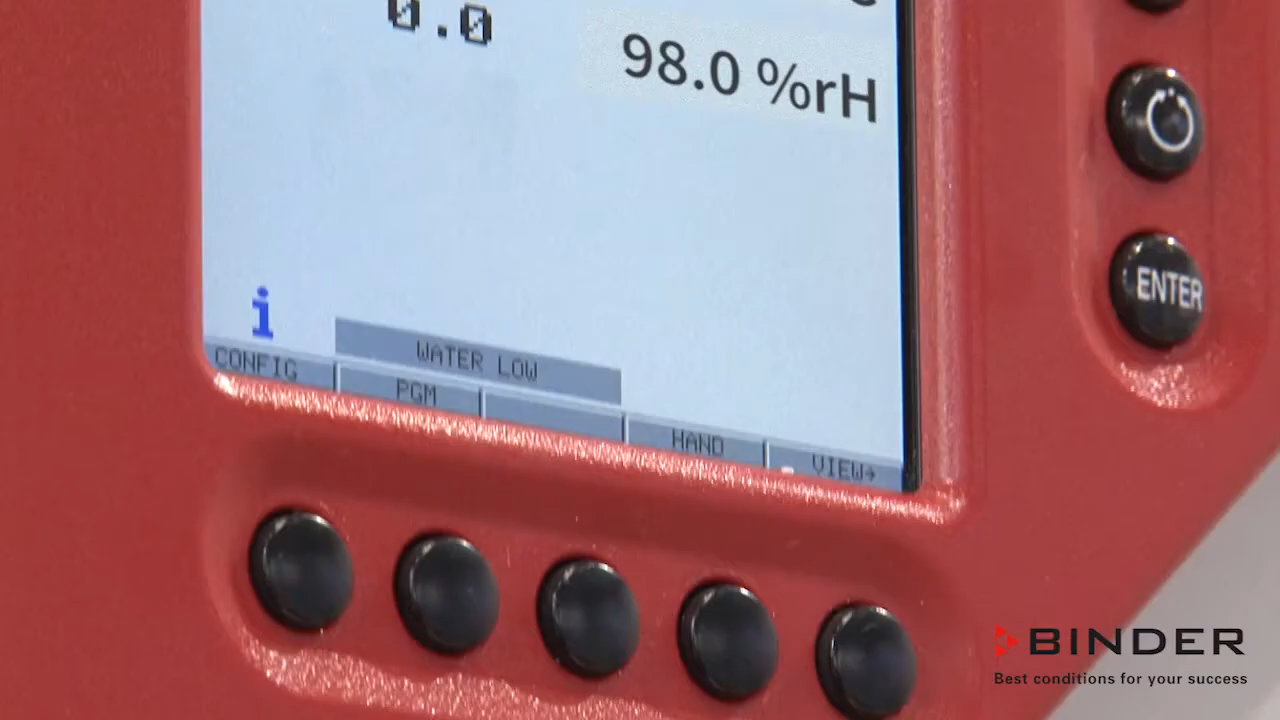 0.0
98.0 %rH
i
WATER LOW
CONFIG
PGM
HAND
VIEW→
ENTER
BINDER
Best conditions for your success